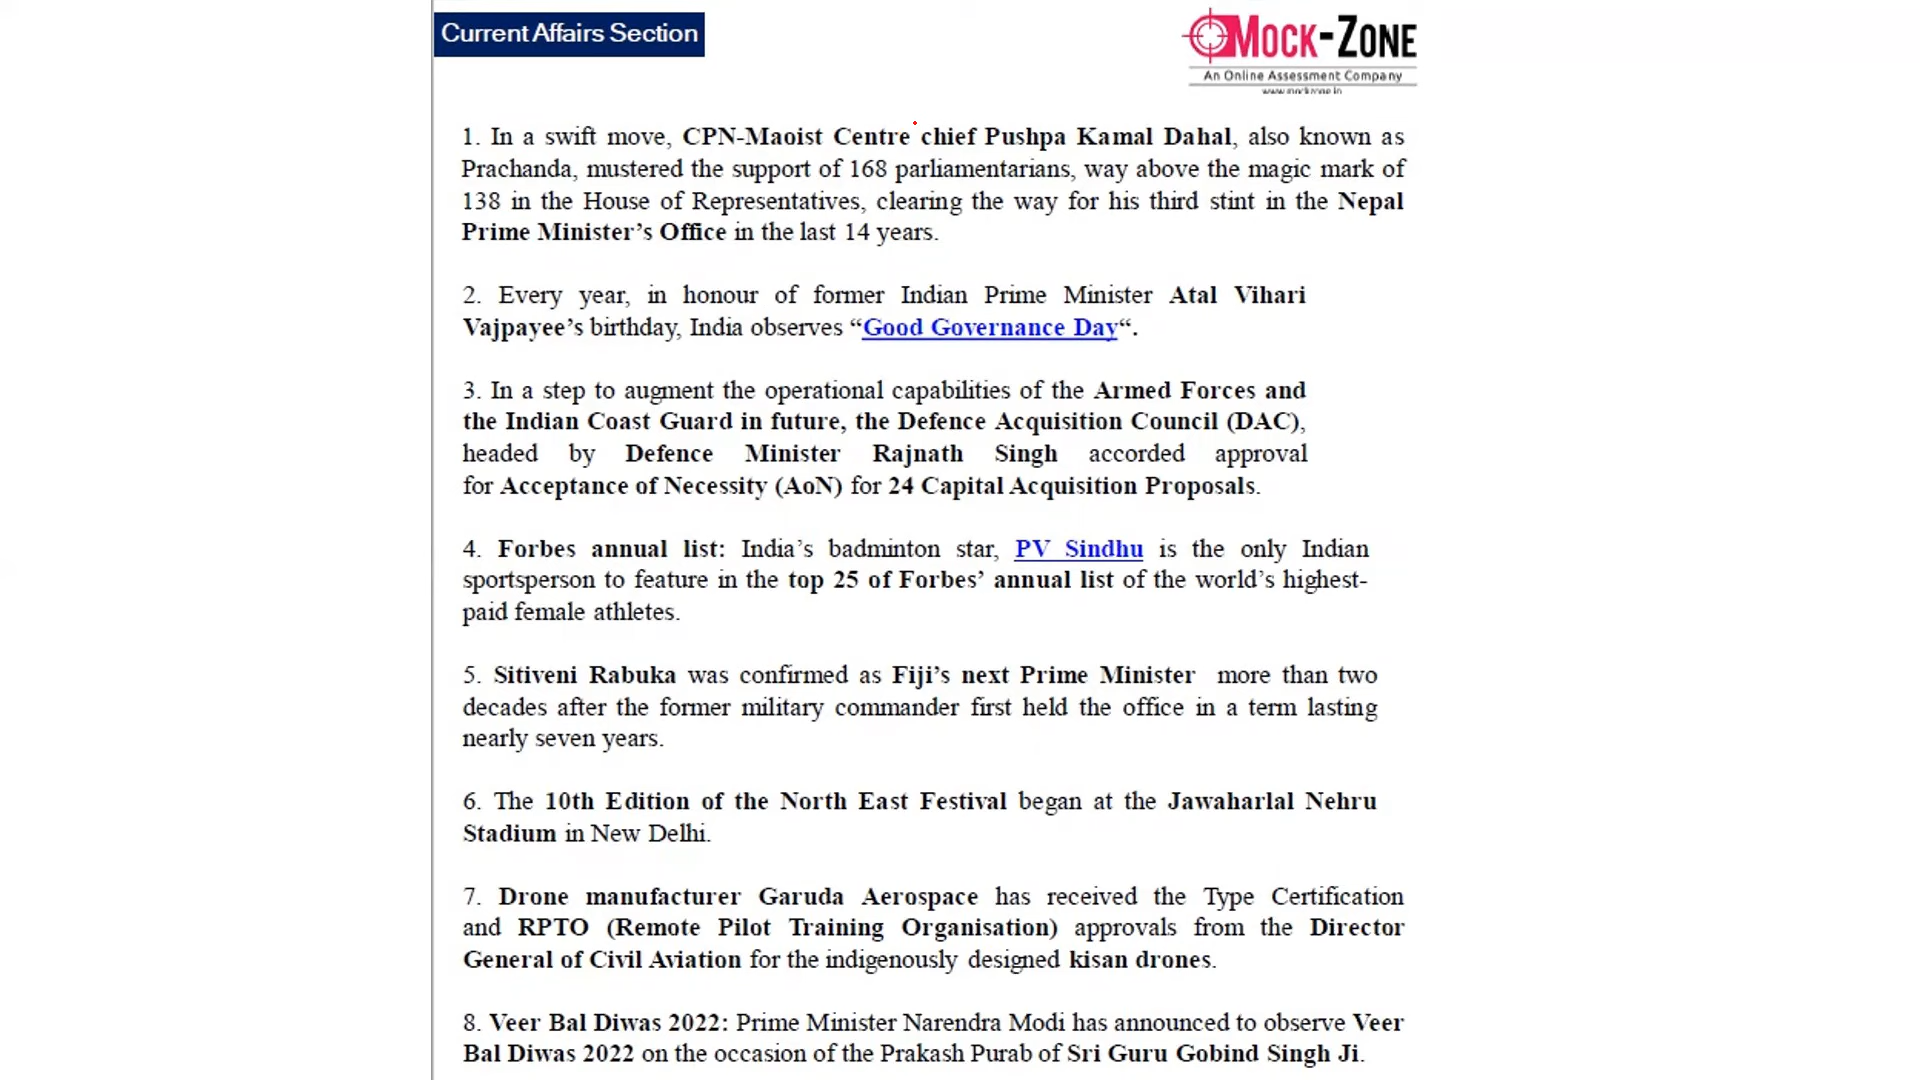 Current Affairs Section
MOCK-ZONE
An Online Assessment Company
www.mockzone.in
1. In a swift move, CPN-Maoist Centre chief Pushpa Kamal Dahal, also known as
Prachanda, mustered the support of 168 parliamentarians, way above the magic mark of
138 in the House of Representatives, clearing the way for his third stint in the Nepal
Prime Minister’s Office in the last 14 years.
2. Every year, in honour of former Indian Prime Minister Atal Vihari
Vajpayee’s birthday, India observes “Good Governance Day“.
3. In a step to augment the operational capabilities of the Armed Forces and
the Indian Coast Guard in future, the Defence Acquisition Council (DAC),
headed by Defence Minister Rajnath Singh accorded approval
for Acceptance of Necessity (AoN) for 24 Capital Acquisition Proposals.
4. Forbes annual list: India’s badminton star, PV Sindhu is the only Indian
sportsperson to feature in the top 25 of Forbes’ annual list of the world’s highest-
paid female athletes.
5. Sitiveni Rabuka was confirmed as Fiji’s next Prime Minister more than two
decades after the former military commander first held the office in a term lasting
nearly seven years.
6. The 10th Edition of the North East Festival began at the Jawaharlal Nehru
Stadium in New Delhi.
7. Drone manufacturer Garuda Aerospace has received the Type Certification
and RPTO (Remote Pilot Training Organisation) approvals from the Director
General of Civil Aviation for the indigenously designed kisan drones.
8. Veer Bal Diwas 2022: Prime Minister Narendra Modi has announced to observe Veer
Bal Diwas 2022 on the occasion of the Prakash Purab of Sri Guru Gobind Singh Ji.